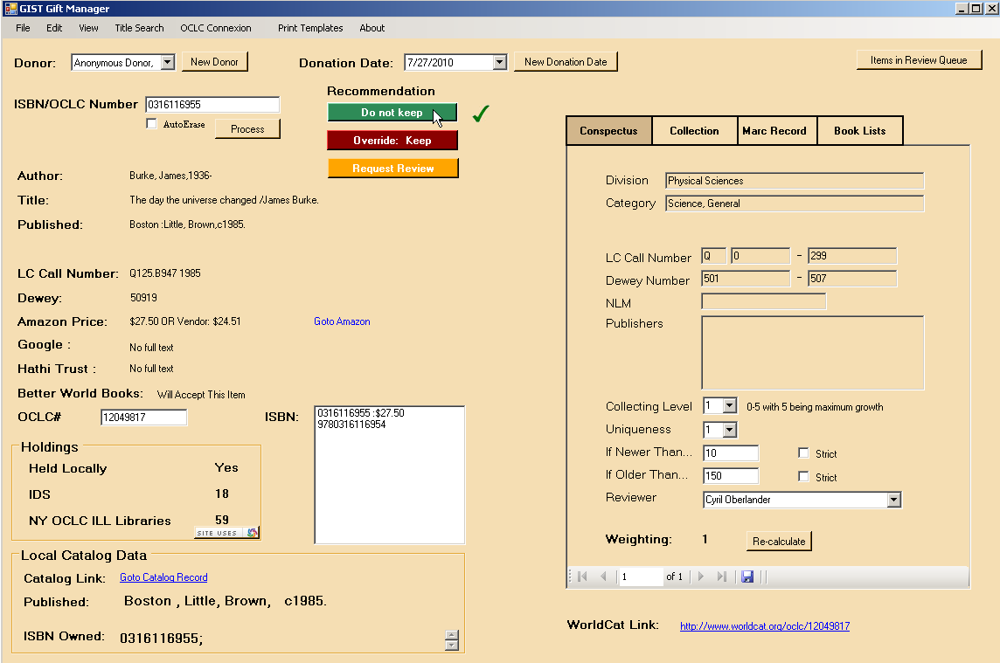 GIST Gift Manager
File Edit View Title Search OCLC Connexion Print Templates About
Donor: Anonymous Donor, New Donor Donation Date: 7/27/2010 New Donation Date Items in Review Queue
ISBN/OCLC Number 0316116955
AutoErase Process
Recommendation
Do not keep
Override: Keep
Request Review
Author: Burke, James,1936-
Title: The day the universe changed /James Burke.
Published: Boston :Little, Brown,c1985.
LC Call Number: Q125.B947 1985
Dewey: 50919
Amazon Price: $27.50 OR Vendor: $24.51 Goto Amazon
Google : No full text
Hathi Trust : No full text
Better World Books: Will Accept This Item
OCLC# 12049817
ISBN: 0316116955 :$27.50
9780316116954
Holdings
Held Locally Yes
IDS 18
NY OCLC ILL Libraries 59
SITE USES
Local Catalog Data
Catalog Link: Goto Catalog Record
Published: Boston , Little, Brown, c1985.
ISBN Owned: 0316116955;
Conspectus Collection Marc Record Book Lists
Division Physical Sciences
Category Science, General
LC Call Number Q 0 - 299
Dewey Number 501 - 507
NLM
Publishers
Collecting Level 1 0-5 with 5 being maximum growth
Uniqueness 1
If Newer Than... 10 Strict
If Older Than... 150 Strict
Reviewer Cyril Oberlander
Weighting: 1 Re-calculate
1 of 1
WorldCat Link: http://www.worldcat.org/oclc/12049817